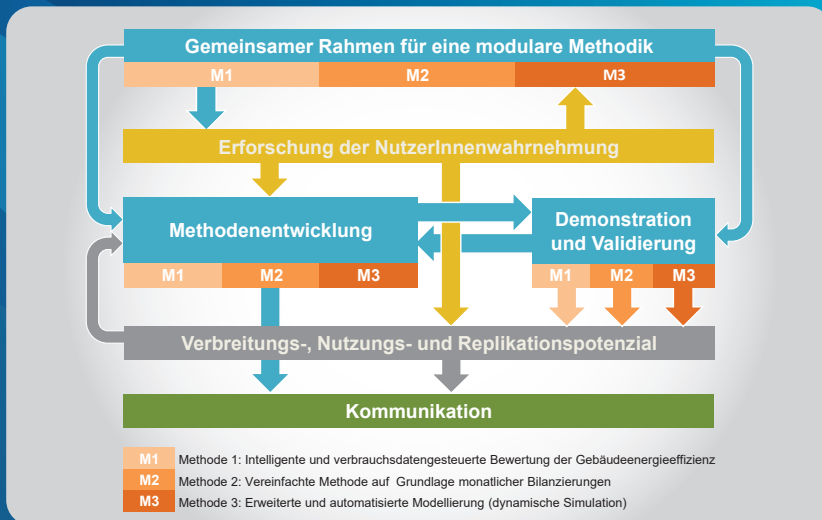 Gemeinsamer Rahmen für eine modulare Methodik
M1 M2 M3
Erforschung der NutzerInnenwahrnehmung
Methodenentwicklung
M1 M2 M3
Demonstration
und Validierung
M1 M2 M3
Verbreitungs-, Nutzungs- und Replikationspotenzial
Kommunikation
M1 Methode 1: Intelligente und verbrauchsdatengesteuerte Bewertung der Gebäudeenergieeffizienz
M2 Methode 2: Vereinfachte Methode auf Grundlage monatlicher Bilanzierungen
M3 Methode 3: Erweiterte und automatisierte Modellierung (dynamische Simulation)